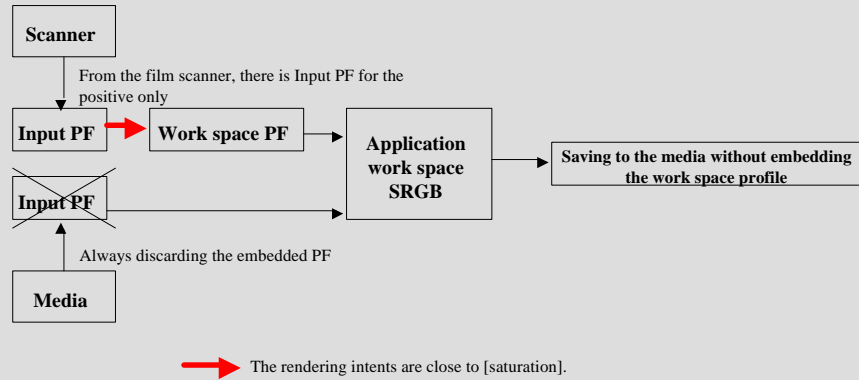 Scanner
From the film scanner, there is Input PF for the
positive only
Input PF
Work space PF
Application
work space
SRGB
Saving to the media without embedding
the work space profile
Input PF
Always discarding the embedded PF
Media
The rendering intents are close to [saturation].